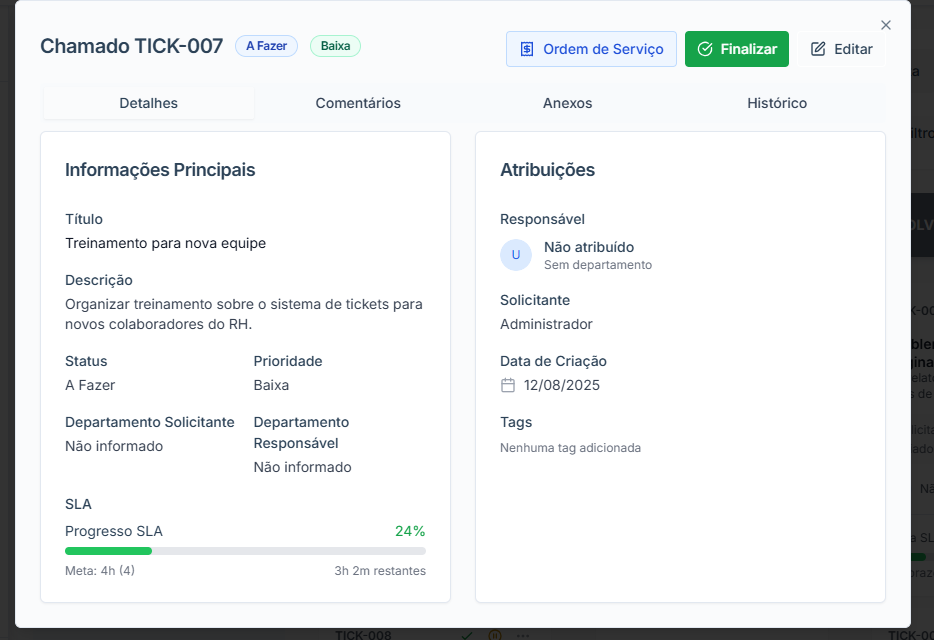 Chamado TICK-007
A Fazer
Baixa
Ordem de Serviço
Finalizar
Editar
Detalhes
Comentários
Anexos
Histórico
Informações Principais
Título
Treinamento para nova equipe
Descrição
Organizar treinamento sobre o sistema de tickets para
novos colaboradores do RH.
Status
Prioridade
A Fazer
Baixa
Departamento Solicitante
Não informado
Departamento
Responsável
Não informado
SLA
Progresso SLA
24%
Meta: 4h (4)
3h 2m restantes
Atribuições
Responsável
U
Não atribuído
Sem departamento
Solicitante
Administrador
Data de Criação
12/08/2025
Tags
Nenhuma tag adicionada
TICK-008